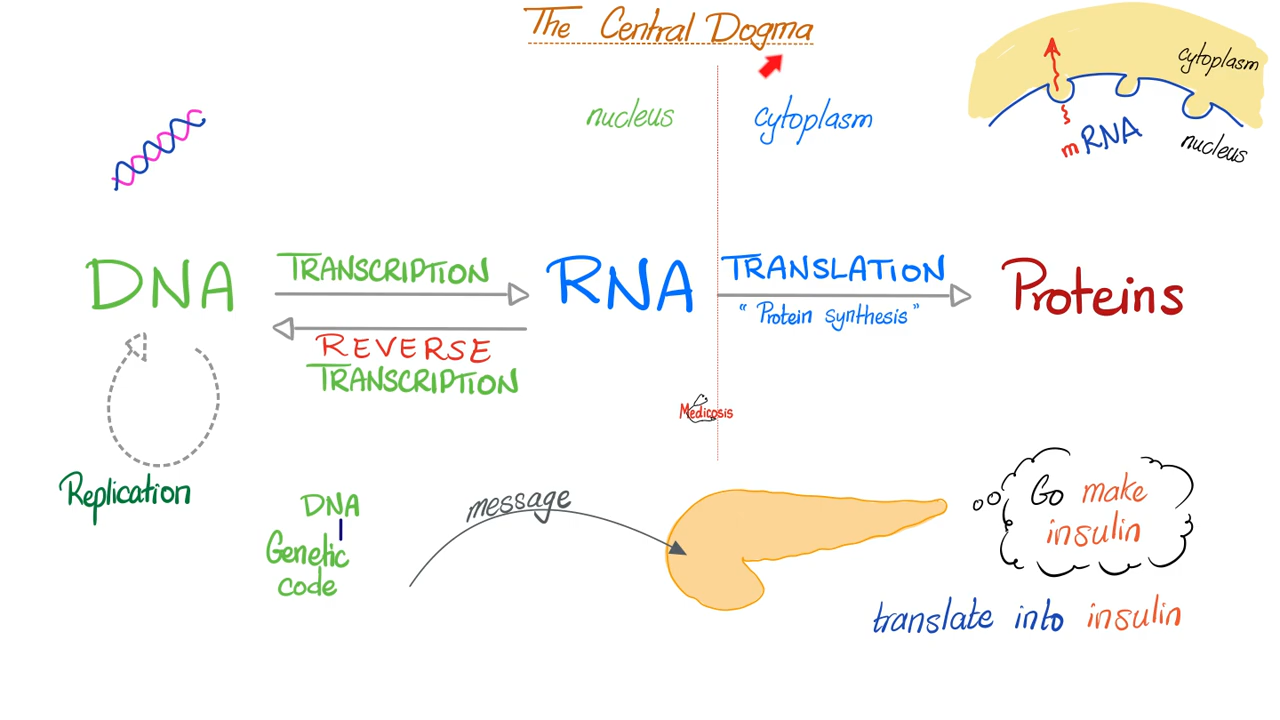 The Central Dogma
nucleus
cytoplasm
cytoplasm
mRNA
nucleus
DNA
TRANSCRIPTION
REVERSE
TRANSCRIPTION
RNA
TRANSLATION
" Protein synthesis "
Proteins
Medicosis
Replication
DNA
Genetic
code
message
Go make
insulin
translate into insulin